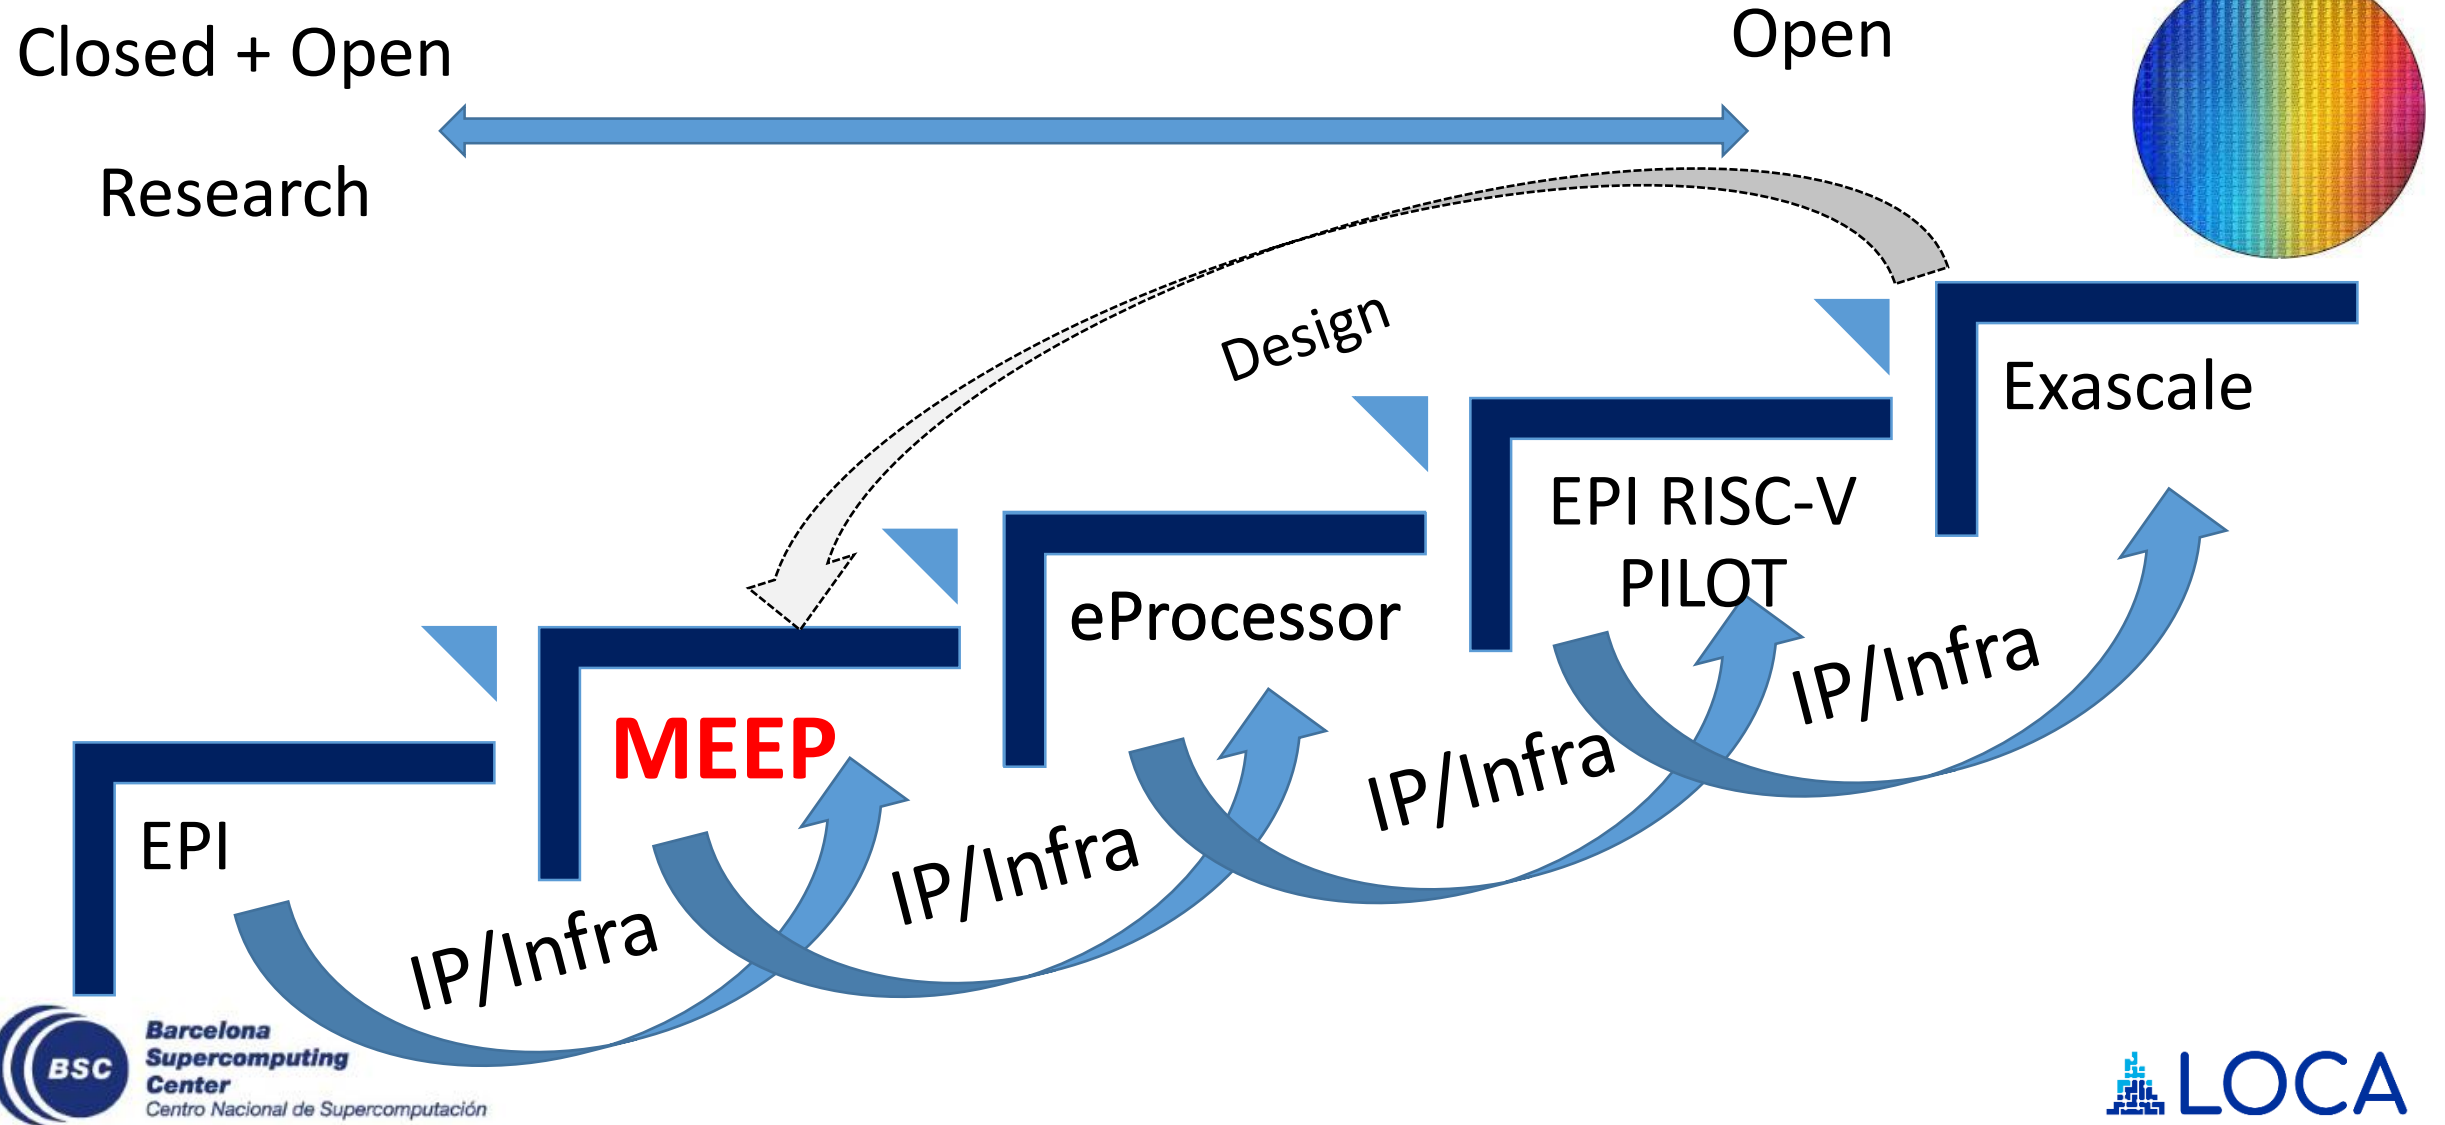 Closed + Open
Open
Research
Design
Exascale
EPI RISC-V
PILOT
eProcessor
MEEP
EPI
IP/Infra
IP/Infra
IP/Infra
IP/Infra
BSC
Barcelona
Supercomputing
Center
Centro Nacional de Supercomputación
LOCA